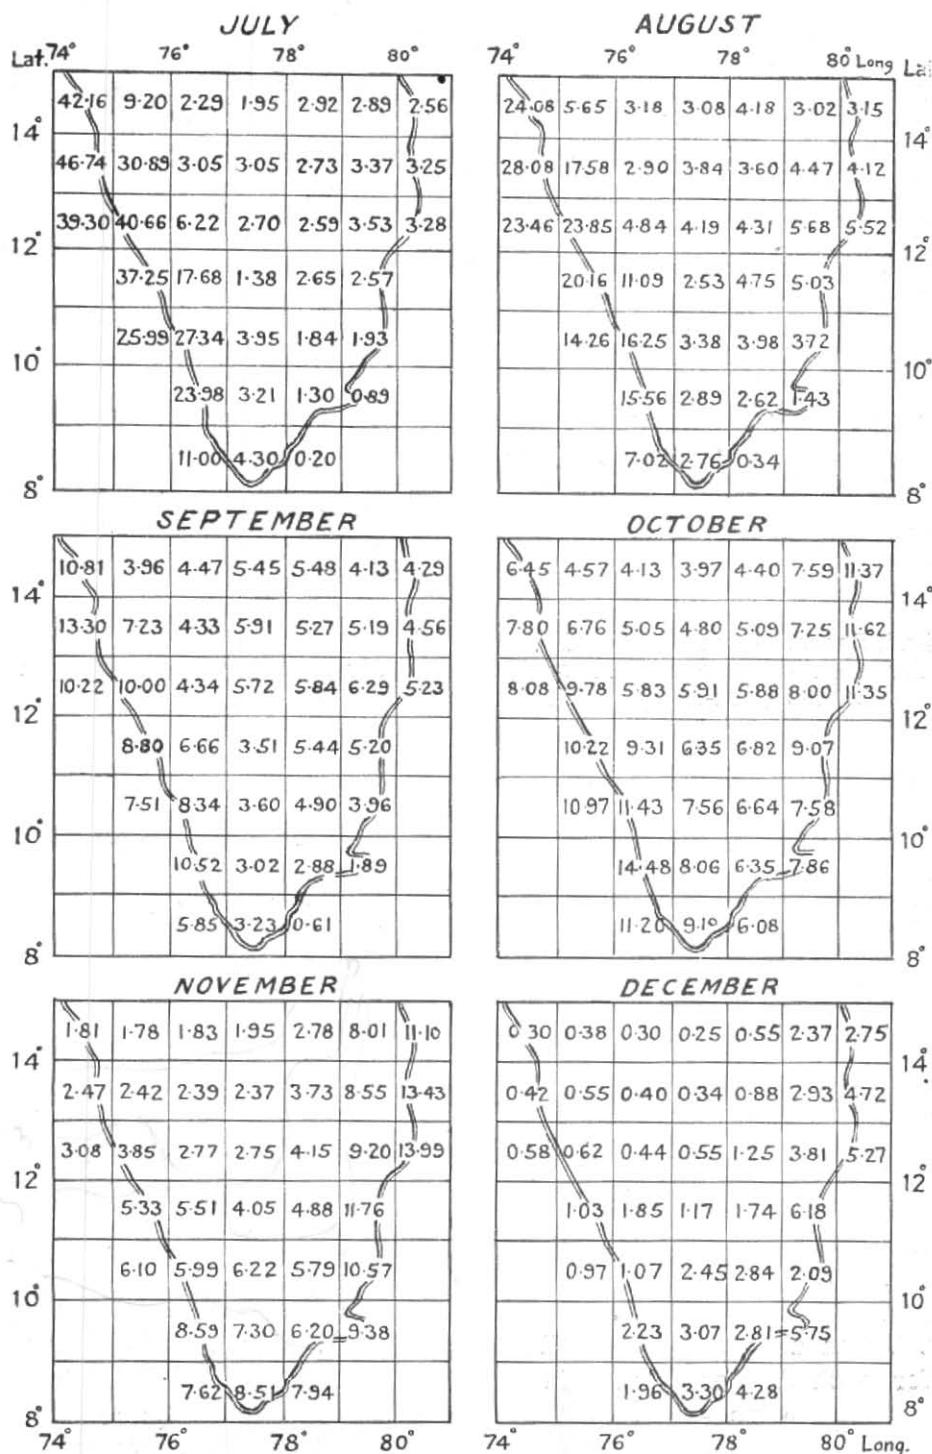 JULY AUGUST
Lat. 74° 76° 78° 80° 74° 76° 78° 80° Long
42·16 9·20 2·29 1·95 2·92 2·89 2·56 24·08 5·65 3·18 3·08 4·18 3·02 3·15
14° 14°
46·74 30·89 3·05 3·05 2·73 3·37 3·25 28·08 17·58 2·90 3·84 3·60 4·47 4·12
39·30 40·66 6·22 2·70 2·59 3·53 3·28 23·46 23·85 4·84 4·19 4·31 5·68 5·52
12° 12°
37·25 17·68 1·38 2·65 2·57 20·16 11·09 2·53 4·75 5·03
25·99 27·34 3·95 1·84 1·93 14·26 16·25 3·38 3·98 3·72
10° 10°
23·98 3·21 1·30 0·89 15·56 2·89 2·62 1·43
11·00 4·30 0·20 7·02 2·76 0·34
8° 8°
SEPTEMBER OCTOBER
10·81 3·96 4·47 5·45 5·48 4·13 4·29 6·45 4·57 4·13 3·97 4·40 7·59 11·37
14° 14°
13·30 7·23 4·33 5·91 5·27 5·19 4·56 7·80 6·76 5·05 4·80 5·09 7·25 11·62
10·22 10·00 4·34 5·72 5·84 6·29 5·23 8·08 9·78 5·83 5·91 5·88 8·00 11·35
12° 12°
8·80 6·66 3·51 5·44 5·20 10·22 9·31 6·35 6·82 9·07
7·51 8·34 3·60 4·90 3·96 10·97 11·43 7·56 6·64 7·58
10° 10°
10·52 3·02 2·88 1·89 14·48 8·06 6·35 7·86
5·85 3·23 0·61 11·20 6·08
8° 8°
NOVEMBER DECEMBER
1·81 1·78 1·83 1·95 2·78 8·01 11·10 0·30 0·38 0·30 0·25 0·55 2·37 2·75
14° 14°
2·47 2·42 2·39 2·37 3·73 8·55 13·43 0·42 0·55 0·40 0·34 0·88 2·93 4·72
3·08 3·85 2·77 2·75 4·15 9·20 13·99 0·58 0·62 0·44 0·55 1·25 3·81 5·27
12° 12°
5·33 5·51 4·05 4·88 11·76 1·03 1·85 1·17 1·74 6·18
6·10 5·99 6·22 5·79 10·57 0·97 1·07 2·45 2·84 2·09
10° 10°
8·59 7·30 6·20 9·38 2·23 3·07 2·81 5·75
7·62 8·51 7·94 1·96 3·30 4·28
8° 8°
74° 76° 78° 80° 74° 76° 78° 80° Long.